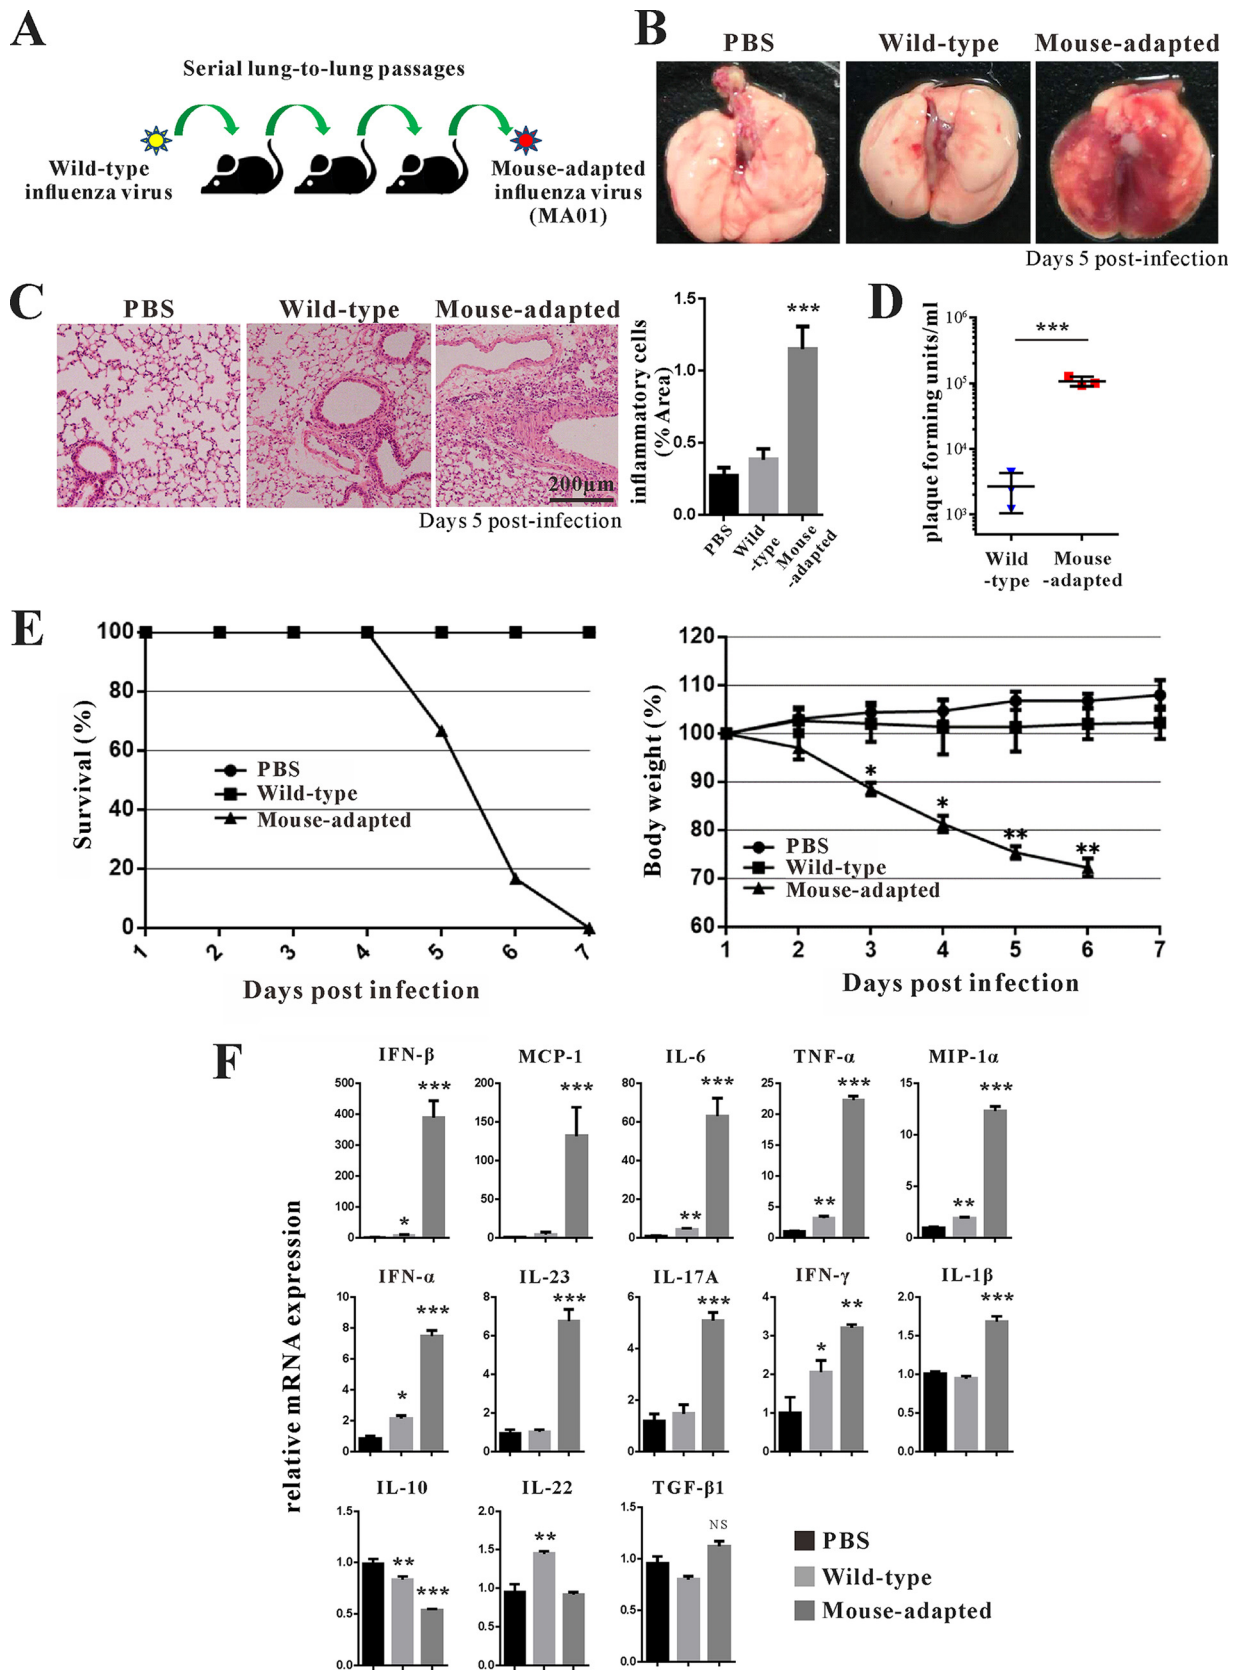 A
Serial lung-to-lung passages
Wild-type
influenza virus
Mouse-adapted
influenza virus
(MA01)
B
PBS
Wild-type
Mouse-adapted
Days 5 post-infection
C
PBS
Wild-type
Mouse-adapted
200μm
Days 5 post-infection
inflammatory cells
(% Area)
1.5
1.0
0.5
0.0
PBS
Wild
-type
Mouse
-adapted
***
D
plaque forming units/ml
10⁶
10⁵
10⁴
10³
***
Wild
-type
Mouse
-adapted
E
Survival (%)
100
80
60
40
20
0
PBS
Wild-type
Mouse-adapted
1 2 3 4 5 6 7
Days post infection
Body weight (%)
120
110
100
90
80
70
60
* * ** **
PBS
Wild-type
Mouse-adapted
1 2 3 4 5 6 7
Days post infection
F
relative mRNA expression
IFN-β
500
400
300
200
100
0
* ***
MCP-1
200
150
100
50
0
***
IL-6
80
60
40
20
0
** ***
TNF-α
25
20
15
10
5
0
** ***
MIP-1α
15
10
5
0
** ***
IFN-α
10
8
6
4
2
0
* ***
IL-23
8
6
4
2
0
***
IL-17A
6
4
2
0
***
IFN-γ
4
3
2
1
0
* **
IL-1β
2.0
1.5
1.0
0.5
0.0
***
IL-10
1.5
1.0
0.5
0.0
** ***
IL-22
2.0
1.5
1.0
0.5
0.0
**
TGF-β1
1.5
1.0
0.5
0.0
NS
PBS
Wild-type
Mouse-adapted